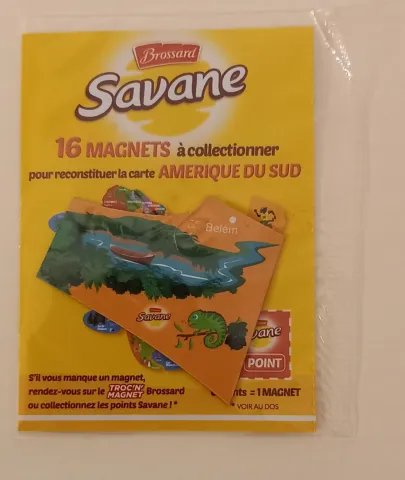 Brossard
Savane
16 MAGNETS à collectionner
pour reconstituer la carte AMERIQUE DU SUD
Belém
Savane
POINT
S'il vous manque un magnet,
rendez-vous sur le TROC'N' MAGNET Brossard
ou collectionnez les points Savane ! *
= 1 MAGNET
* VOIR AU DOS